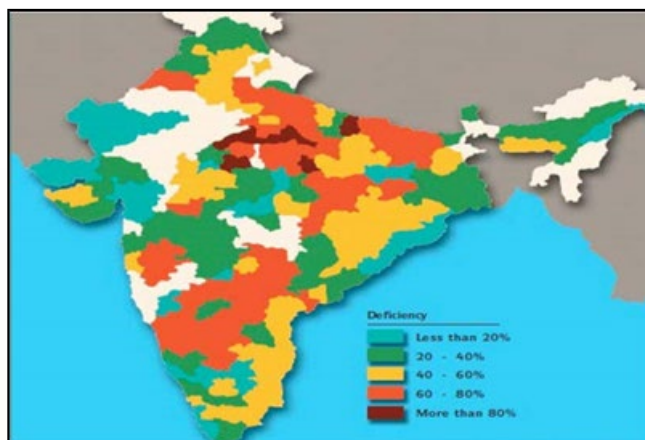 Deficiency
Less than 20%
20 - 40%
40 - 60%
60 - 80%
More than 80%